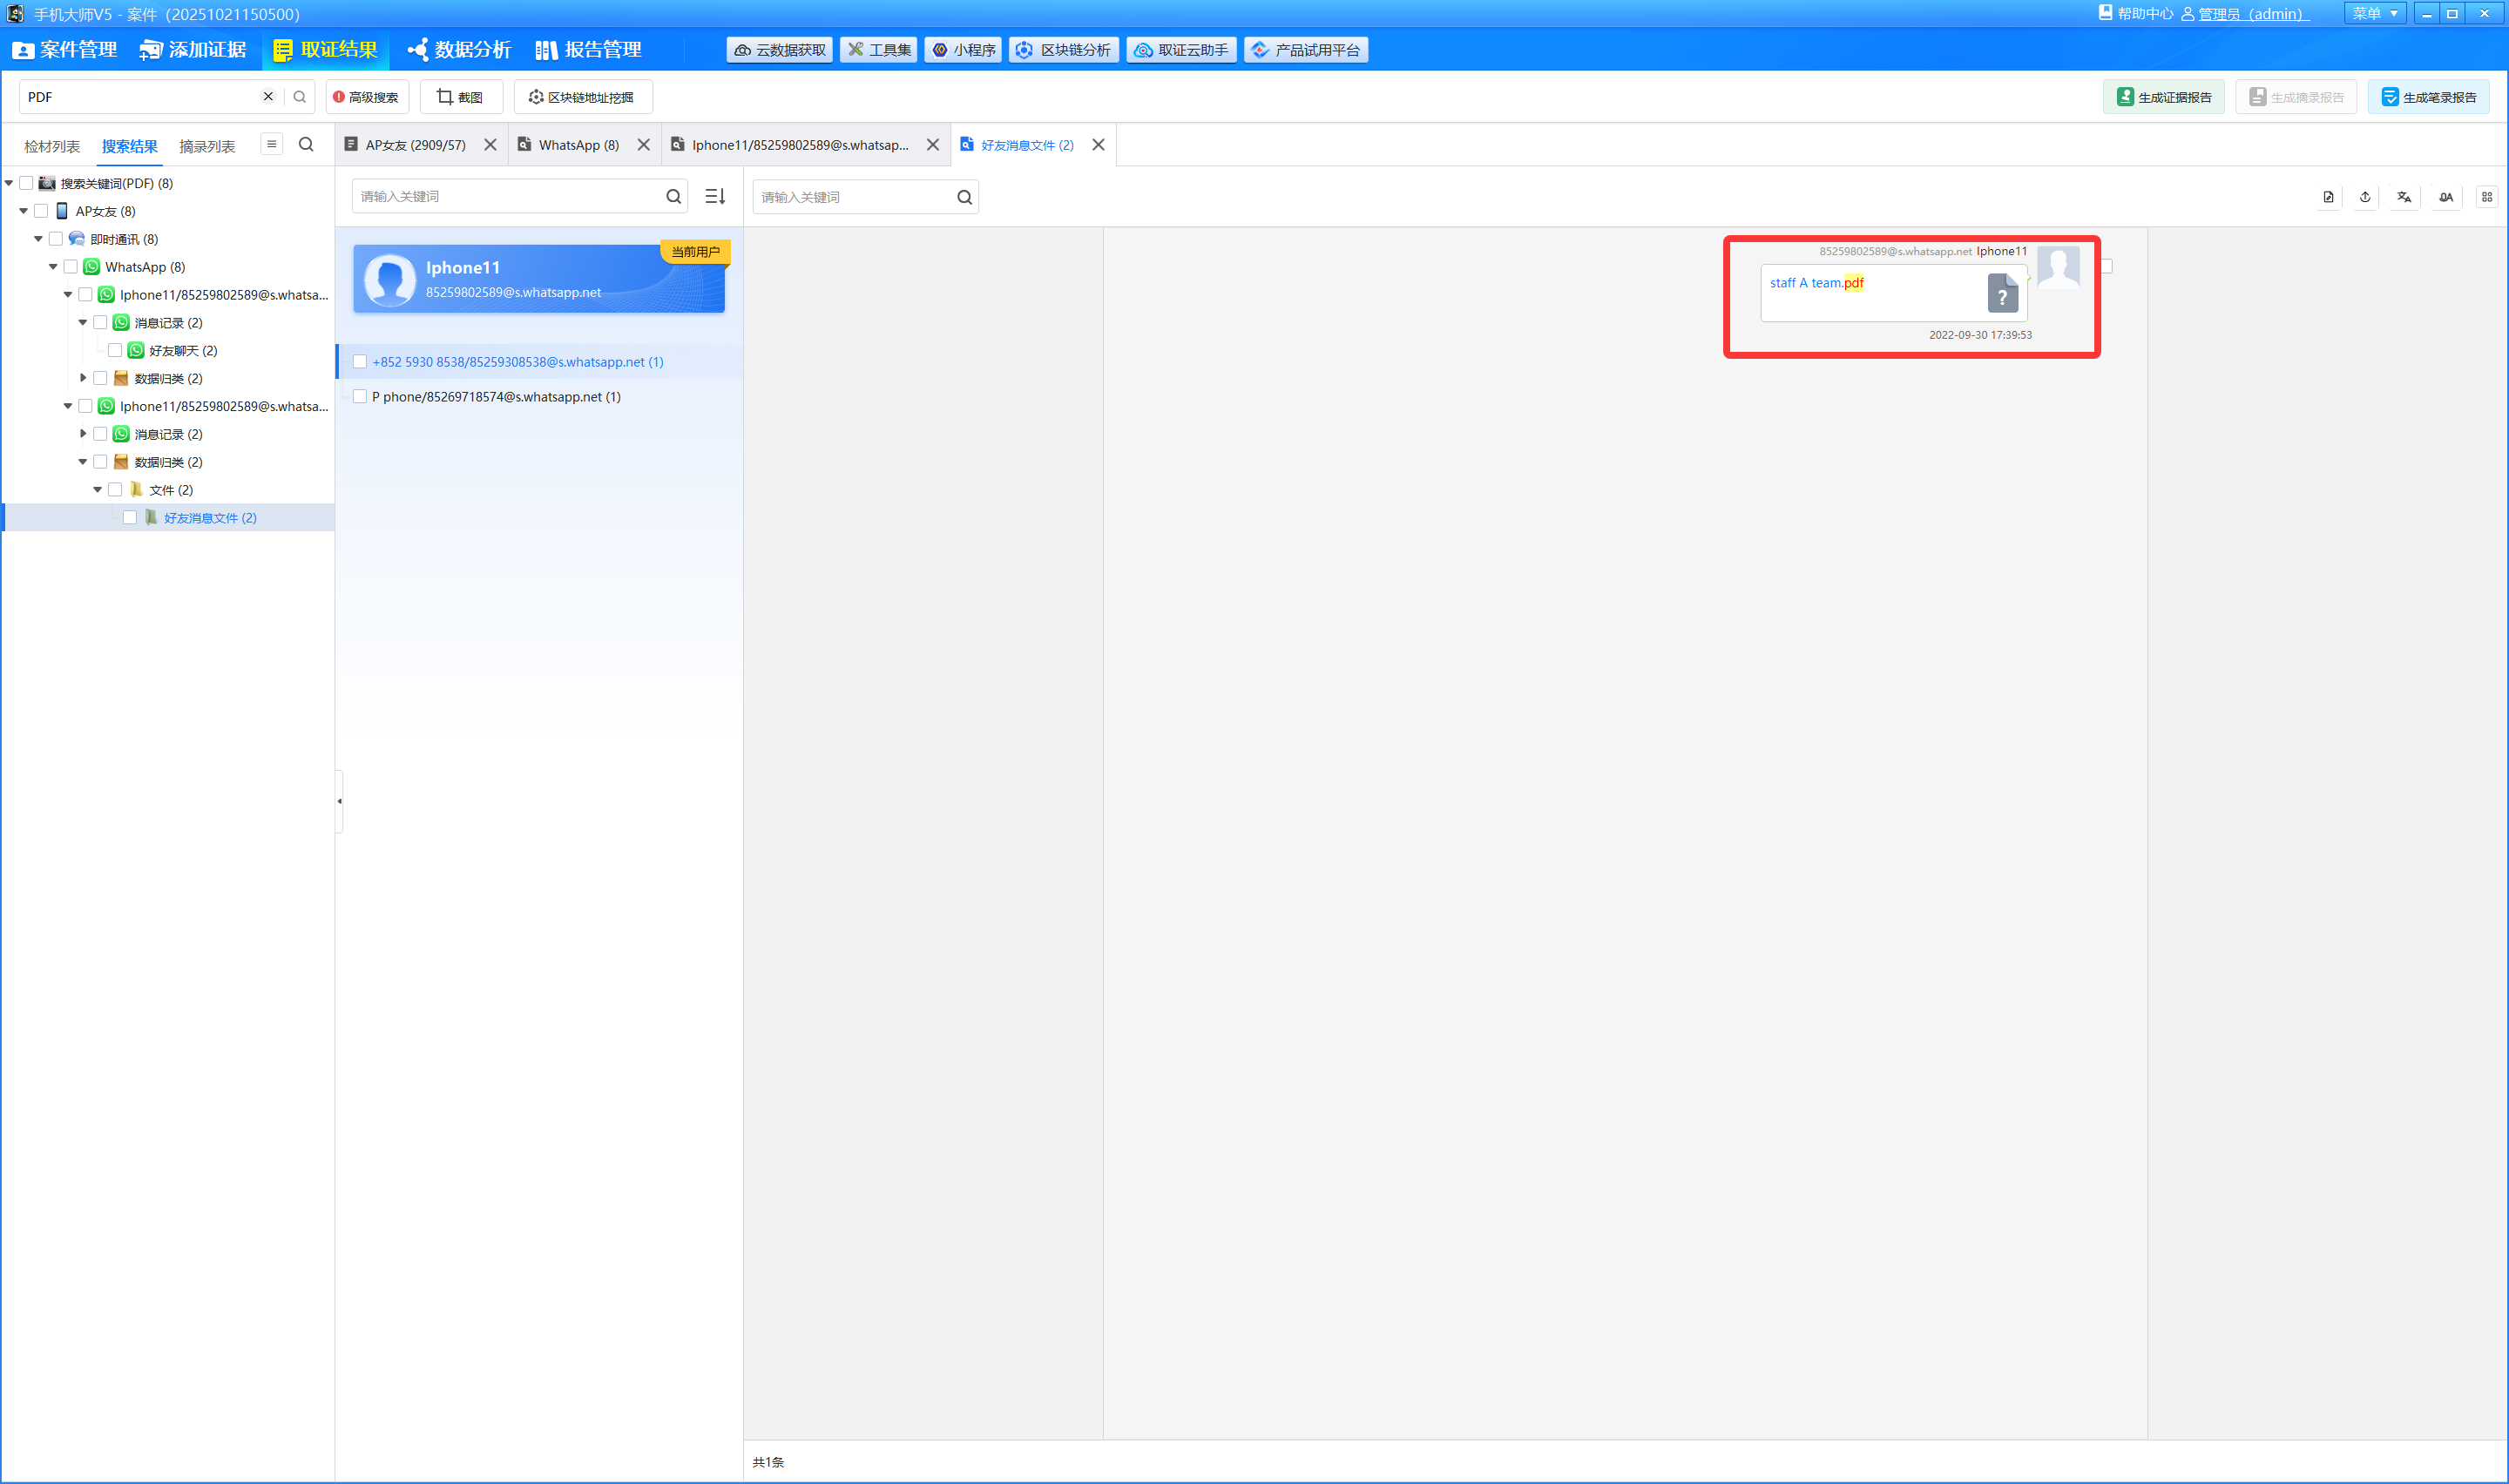 手机大师V5 - 案件（20251021150500）
帮助中心 管理员（admin） 菜单
案件管理 添加证据 取证结果 数据分析 报告管理 云数据获取 工具集 小程序 区块链分析 取证云助手 产品试用平台
PDF 高级搜索 截图 区块链地址挖掘 生成证据报告 生成摘录报告 生成笔录报告
检材列表 搜索结果 摘录列表
AP女友 (2909/57) WhatsApp (8) Iphone11/85259802589@s.whatsap... 好友消息文件 (2)
搜索关键词(PDF) (8)
AP女友 (8)
即时通讯 (8)
WhatsApp (8)
Iphone11/85259802589@s.whatsa...
消息记录 (2)
好友聊天 (2)
数据归类 (2)
Iphone11/85259802589@s.whatsa...
消息记录 (2)
数据归类 (2)
文件 (2)
好友消息文件 (2)
请输入关键词
当前用户
Iphone11
85259802589@s.whatsapp.net
+852 5930 8538/85259308538@s.whatsapp.net (1)
P phone/85269718574@s.whatsapp.net (1)
请输入关键词
85259802589@s.whatsapp.net Iphone11
staff A team.pdf
?
2022-09-30 17:39:53
共1条